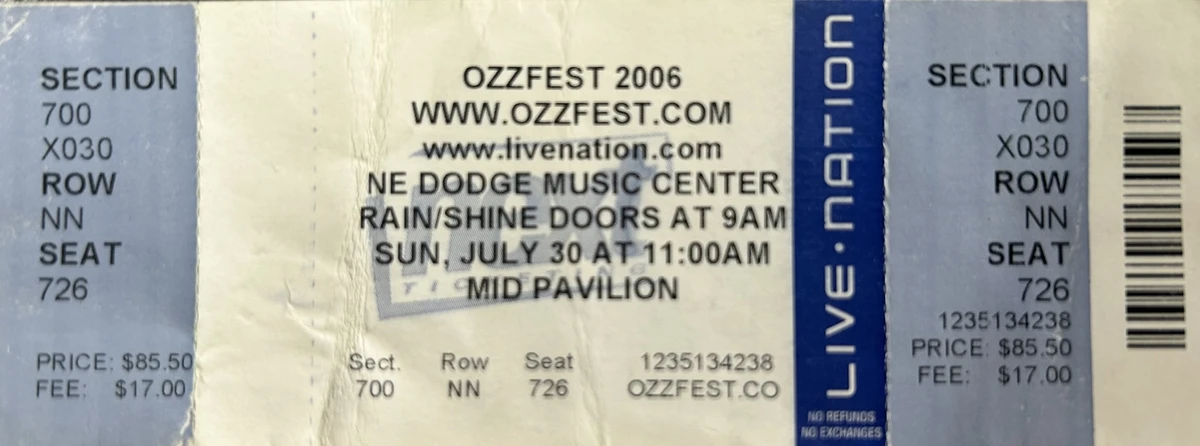 SECTION
700
X030
ROW
NN
SEAT
726
PRICE: $85.50
FEE: $17.00
OZZFEST 2006
WWW.OZZFEST.COM
www.livenation.com
NE DODGE MUSIC CENTER
RAIN/SHINE DOORS AT 9AM
SUN, JULY 30 AT 11:00AM
MID PAVILION
next
TICKETING
Sect. Row Seat 1235134238
700 NN 726 OZZFEST.CO
LIVE·NATION
NO REFUNDS
NO EXCHANGES
SECTION
700
X030
ROW
NN
SEAT
726
1235134238
PRICE: $85.50
FEE: $17.00